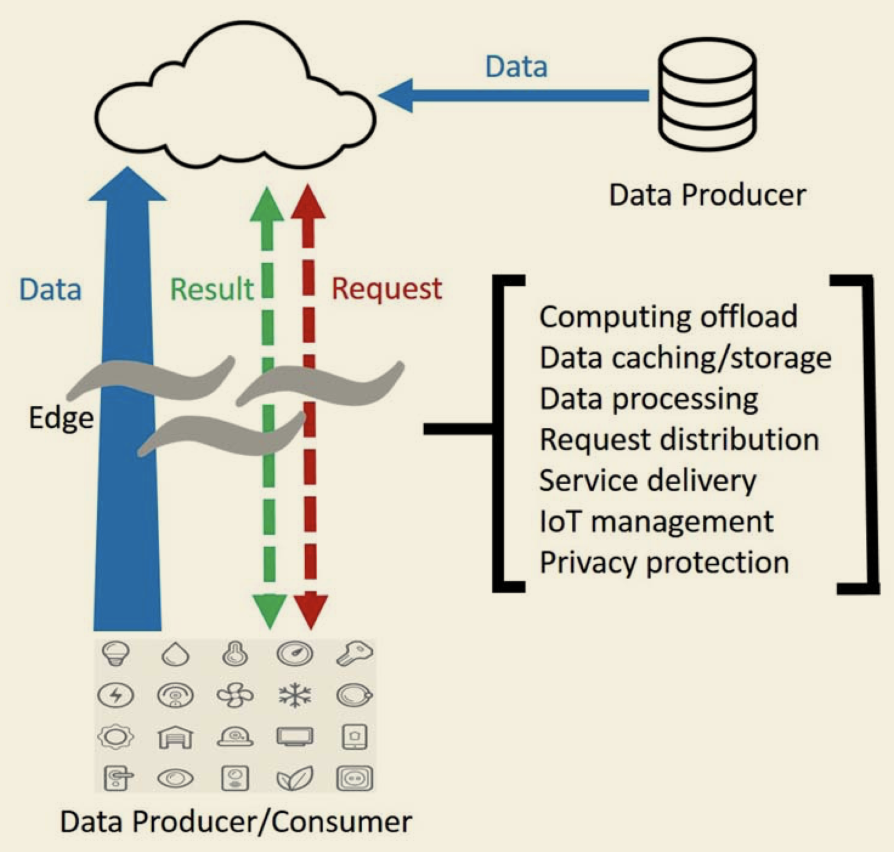 Data
Data Producer
Data
Result
Request
Edge
Computing offload
Data caching/storage
Data processing
Request distribution
Service delivery
IoT management
Privacy protection
Data Producer/Consumer